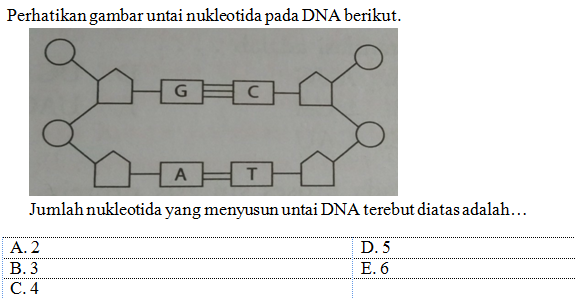 Perhatikan gambar untai nukleotida pada DNA berikut.
G C
A T
Jumlah nukleotida yang menyusun untai DNA terebut diatas adalah...
A. 2 D. 5
B. 3 E. 6
C. 4